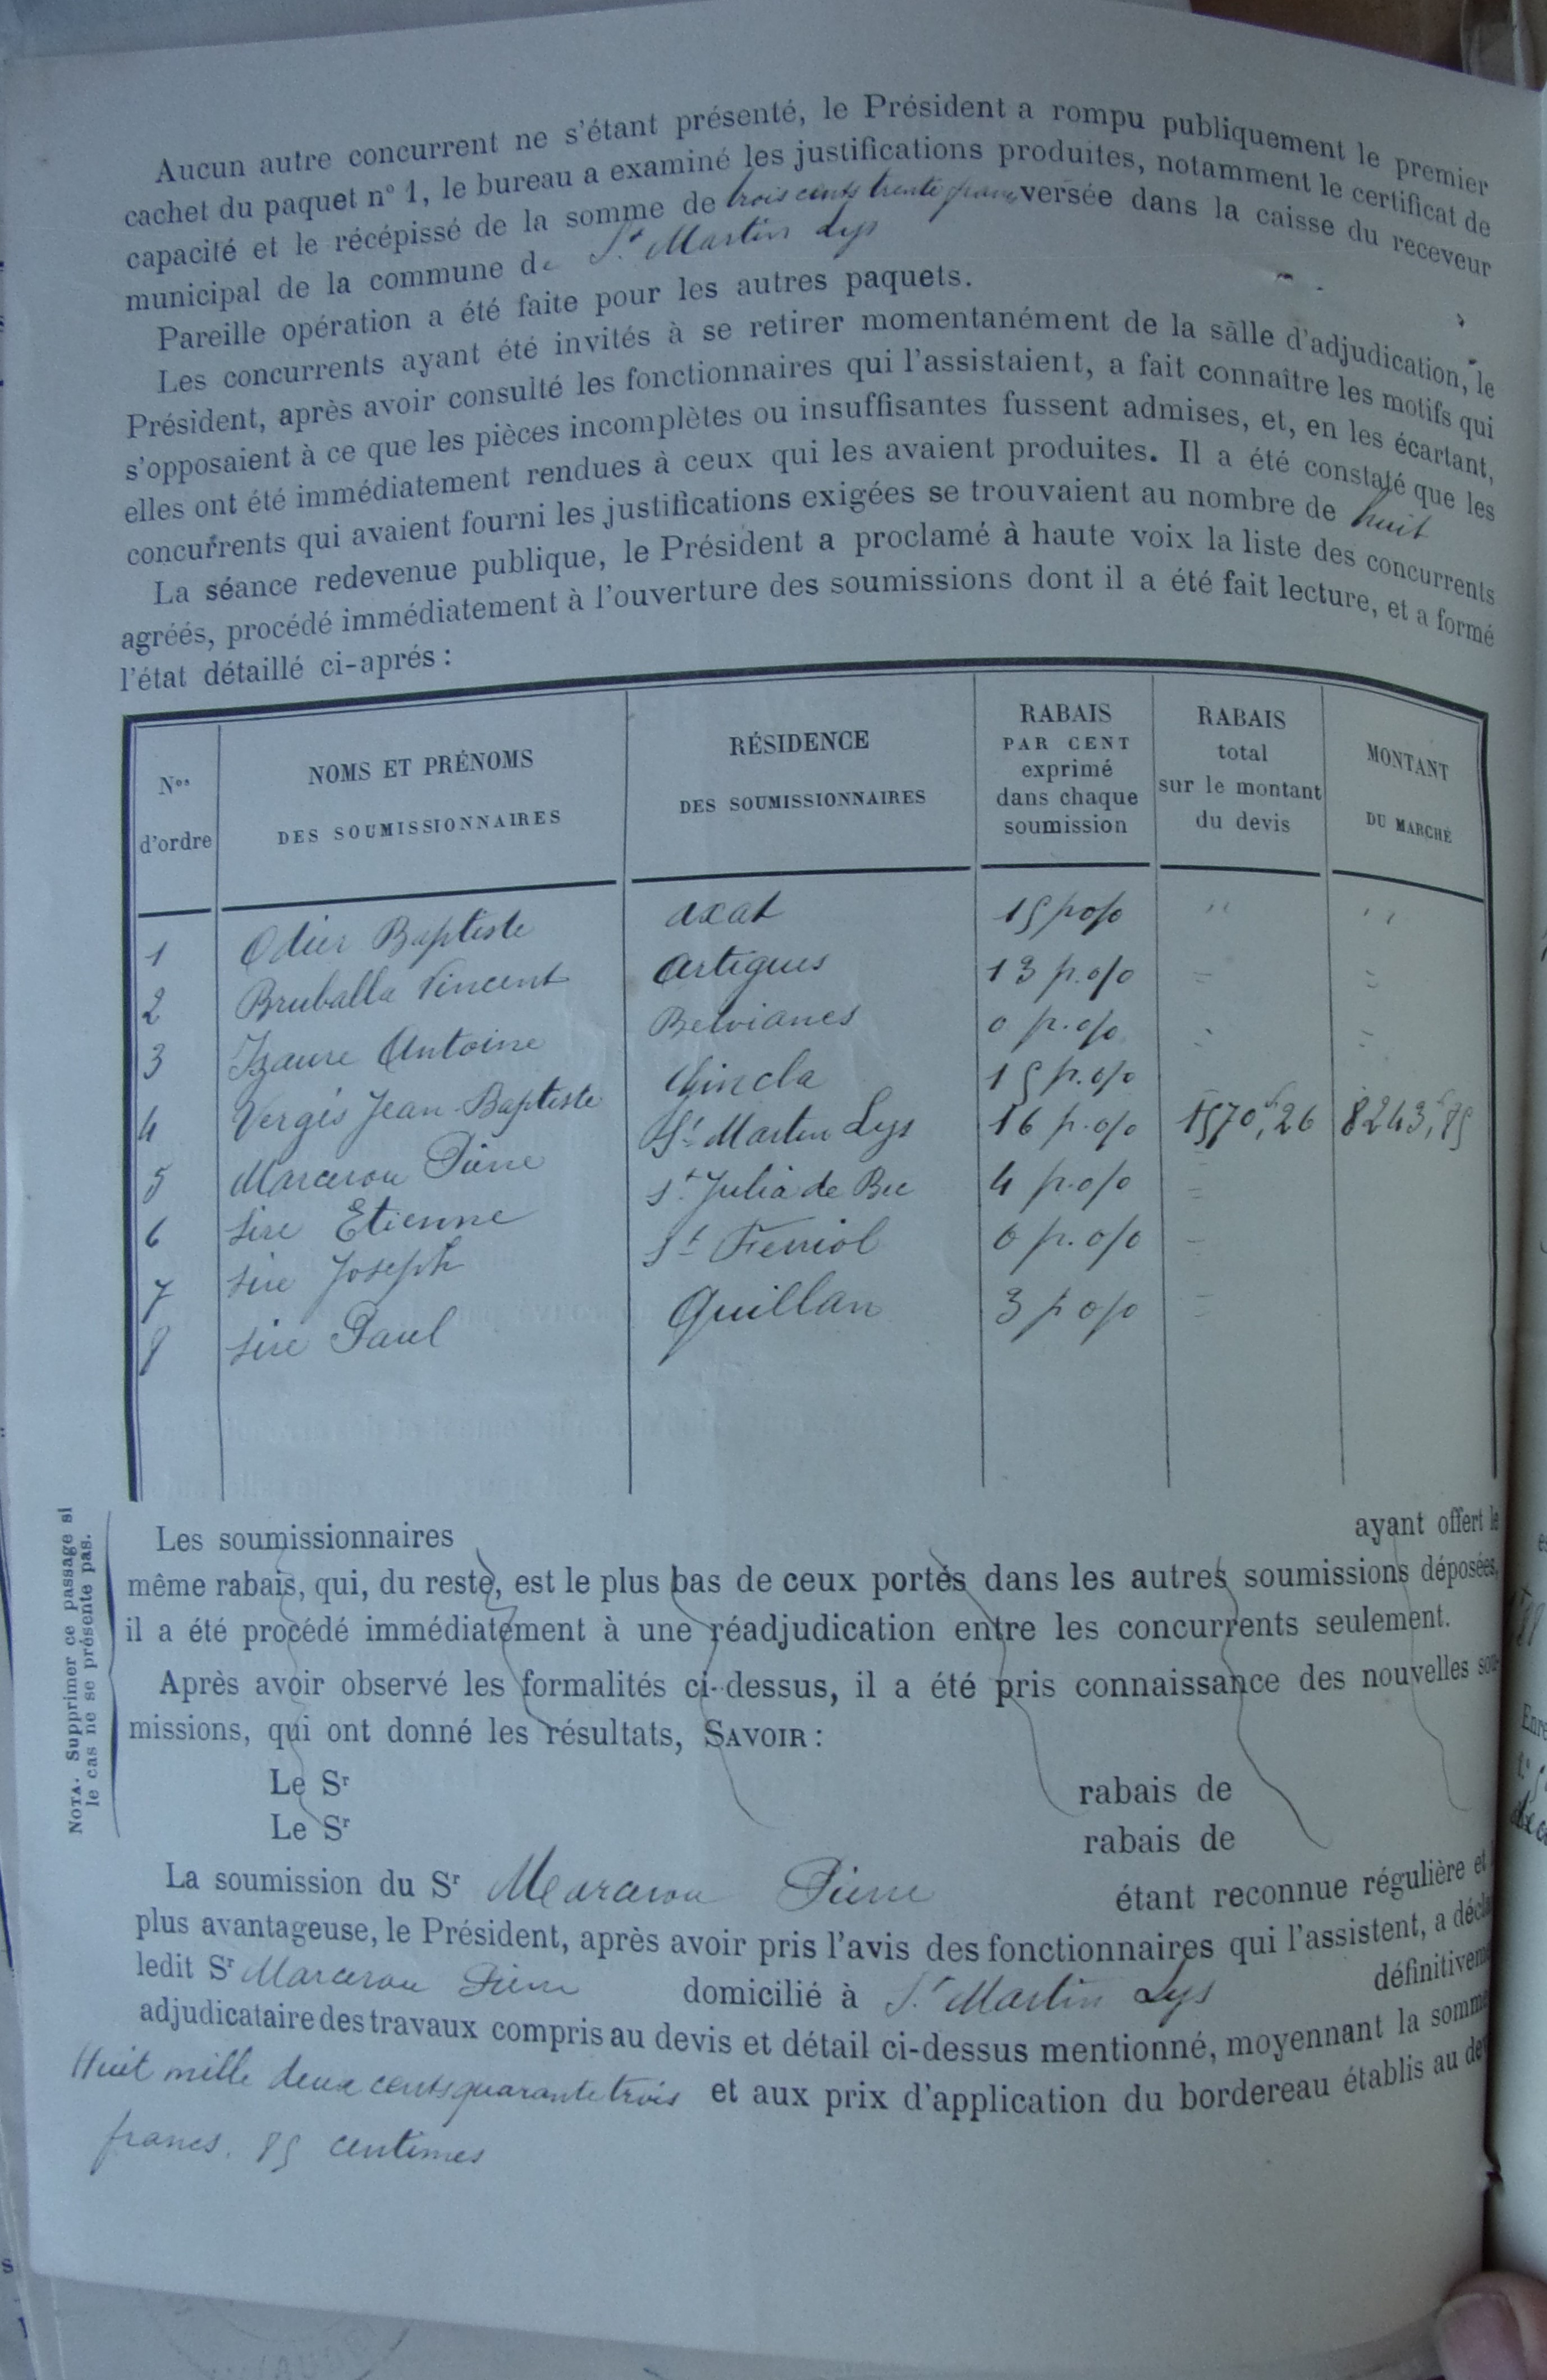 Aucun autre concurrent ne s'étant présenté, le Président a rompu publiquement le premier
cachet du paquet n° 1, le bureau a examiné les justifications produites, notamment le certificat de
capacité et le récépissé de la somme de trois cents trente francs versée dans la caisse du receveur
municipal de la commune de St Martin Lys
Pareille opération a été faite pour les autres paquets.
Les concurrents ayant été invités à se retirer momentanément de la salle d'adjudication, le
Président, après avoir consulté les fonctionnaires qui l'assistaient, a fait connaître les motifs qui
s'opposaient à ce que les pièces incomplètes ou insuffisantes fussent admises, et, en les écartant,
elles ont été immédiatement rendues à ceux qui les avaient produites. Il a été constaté que les
concurrents qui avaient fourni les justifications exigées se trouvaient au nombre de huit
La séance redevenue publique, le Président a proclamé à haute voix la liste des concurrents
agréés, procédé immédiatement à l'ouverture des soumissions dont il a été fait lecture, et a formé
l'état détaillé ci-aprés :
Nos d'ordre | NOMS ET PRÉNOMS DES SOUMISSIONNAIRES | RÉSIDENCE DES SOUMISSIONNAIRES | RABAIS PAR CENT exprimé dans chaque soumission | RABAIS total sur le montant du devis | MONTANT DU MARCHÉ
1 Odier Baptiste axat 15 p o/o " "
2 Bruballa Vincent Artigues 13 p. o/o = =
3 Izaure Antoine Belvianes 0 p. o/o = =
4 Vergés Jean-Baptiste Gincla 15 p. o/o
5 Marcerou Pierre St Martin Lys 16 p. o/o 1570f,26 8243f,85
6 Sire Etienne St Julia de Bec 4 p. o/o =
7 Sire Joseph St Ferriol 0 p. o/o =
8 Sire Paul Quillan 3 p o/o =
NOTA. Supprimer ce passage si
le cas ne se présente pas.
Les soumissionnaires ayant offert le
même rabais, qui, du reste, est le plus bas de ceux portés dans les autres soumissions déposées,
il a été procédé immédiatement à une réadjudication entre les concurrents seulement.
Après avoir observé les formalités ci-dessus, il a été pris connaissance des nouvelles sou-
missions, qui ont donné les résultats, SAVOIR :
Le Sr rabais de
Le Sr rabais de
La soumission du Sr Marcerou Pierre étant reconnue régulière et
plus avantageuse, le Président, après avoir pris l'avis des fonctionnaires qui l'assistent, a décla
ledit Sr Marcerou Pierre domicilié à St Martin Lys définitiveme
adjudicataire des travaux compris au devis et détail ci-dessus mentionné, moyennant la somme
Huit mille deux cents quarante trois et aux prix d'application du bordereau établis au dev
francs. 85 centimes